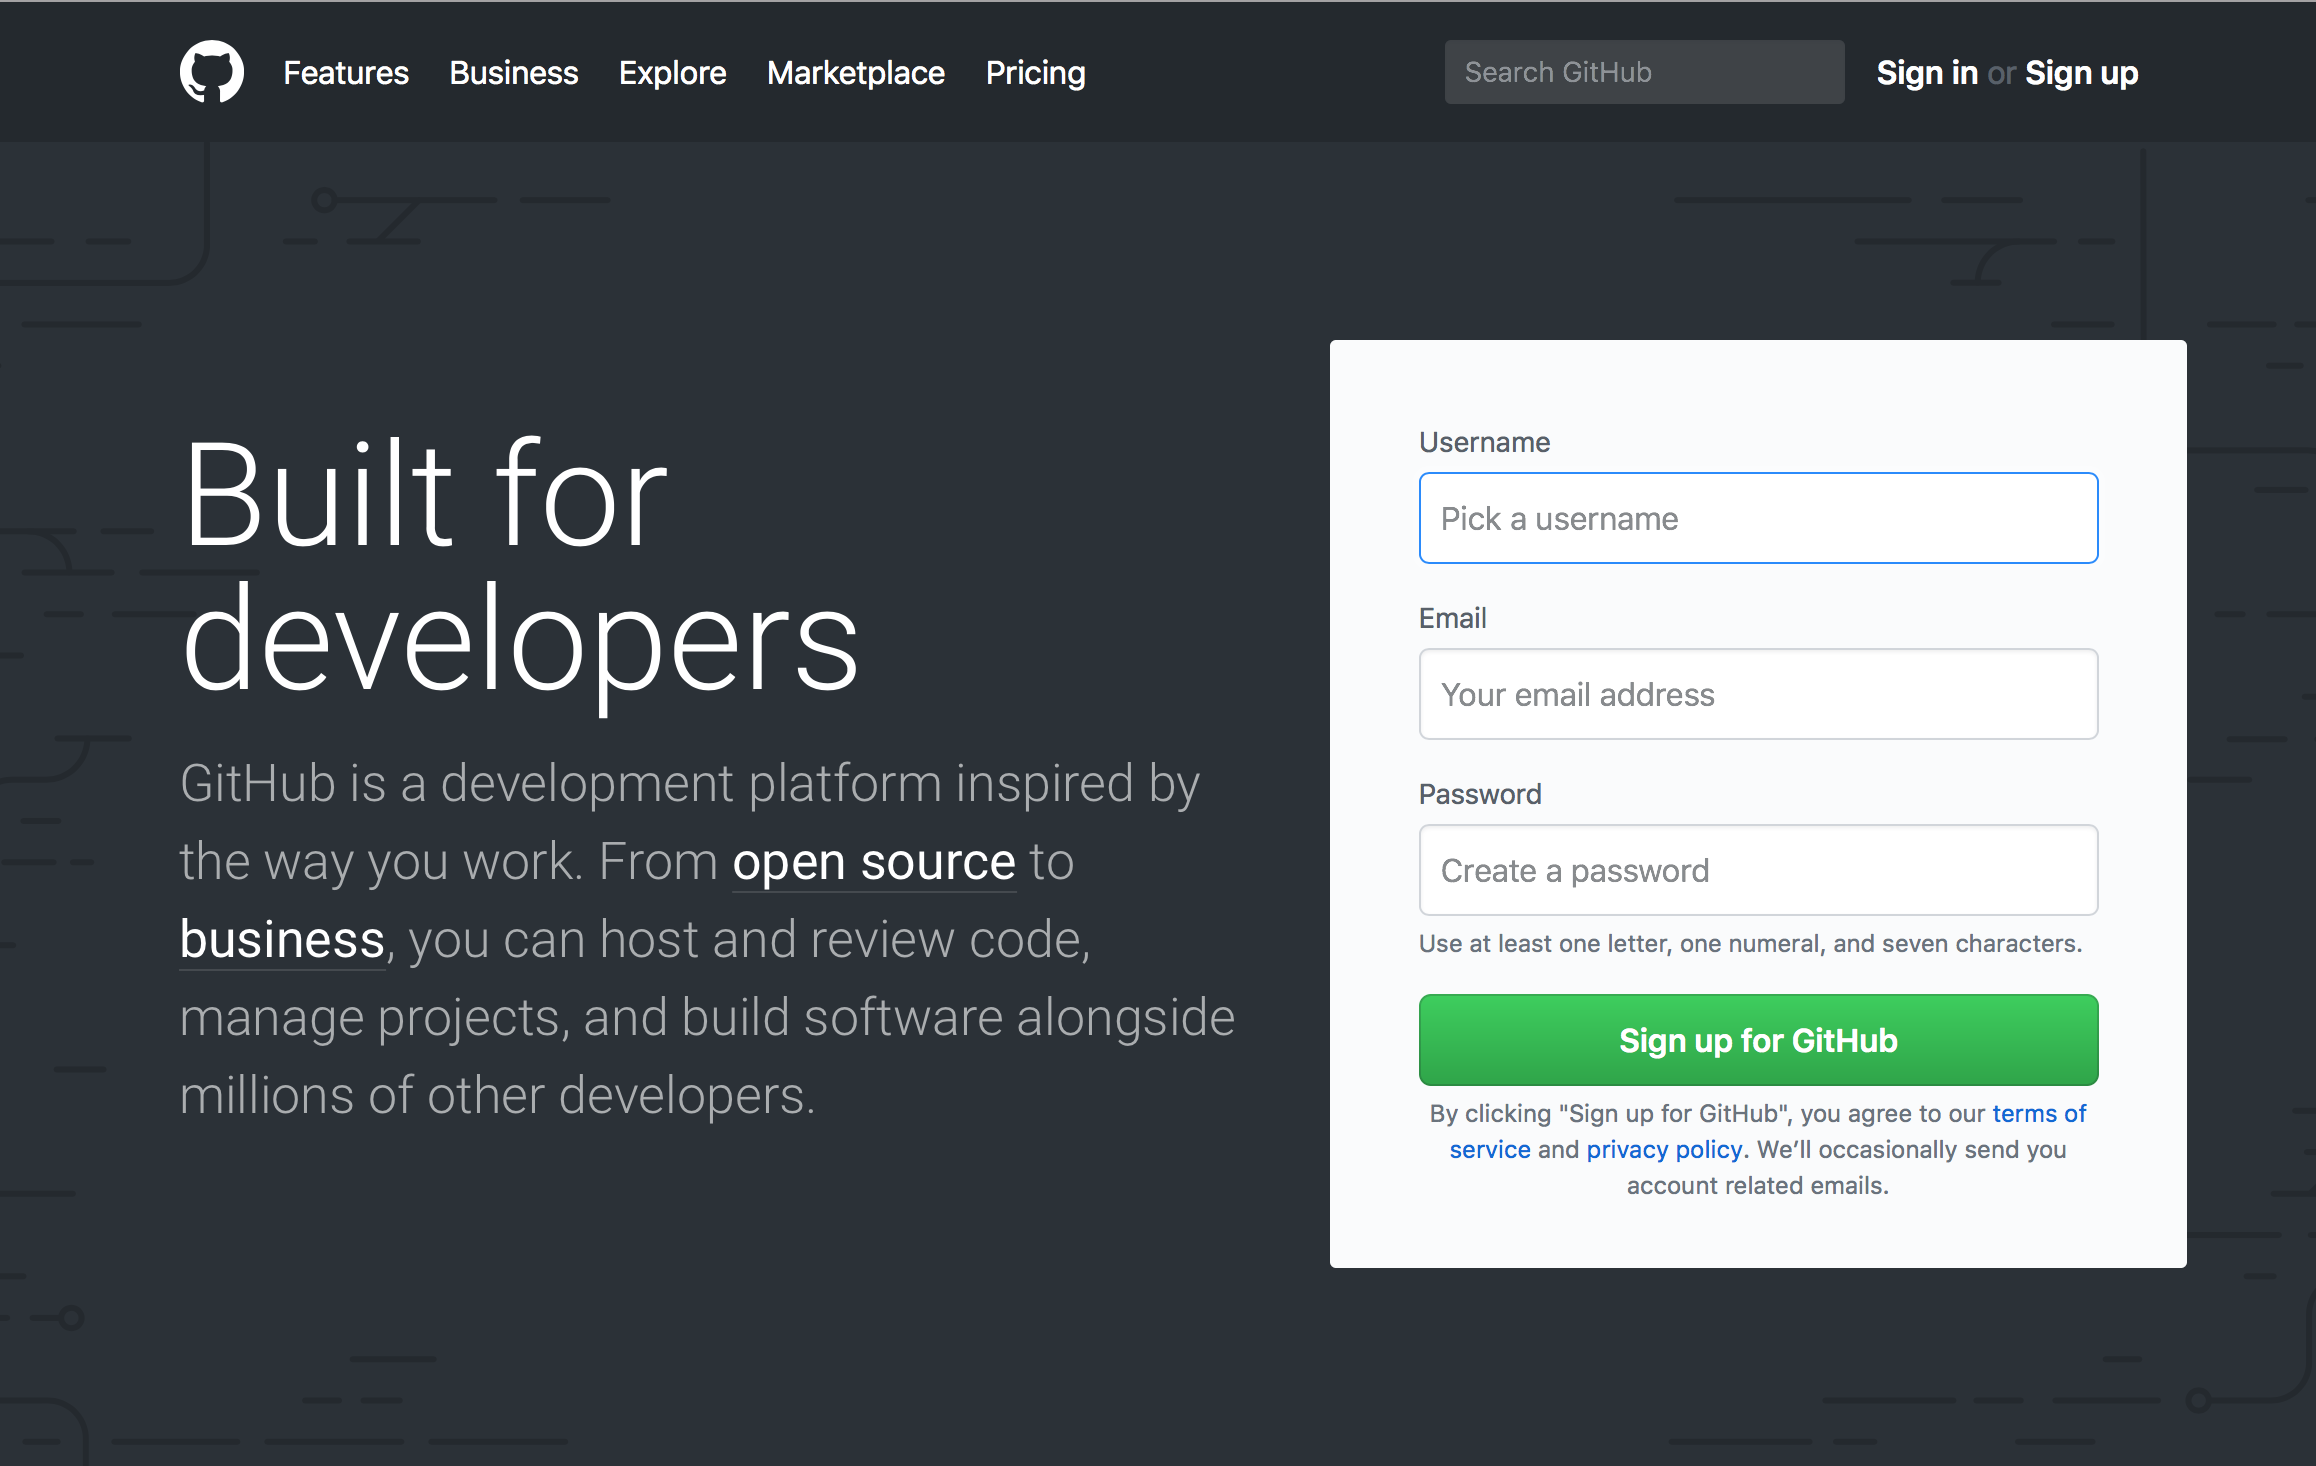 Features Business Explore Marketplace Pricing Search GitHub Sign in or Sign up
Built for
developers
GitHub is a development platform inspired by
the way you work. From open source to
business, you can host and review code,
manage projects, and build software alongside
millions of other developers.
Username
Pick a username
Email
Your email address
Password
Create a password
Use at least one letter, one numeral, and seven characters.
Sign up for GitHub
By clicking "Sign up for GitHub", you agree to our terms of
service and privacy policy. We’ll occasionally send you
account related emails.